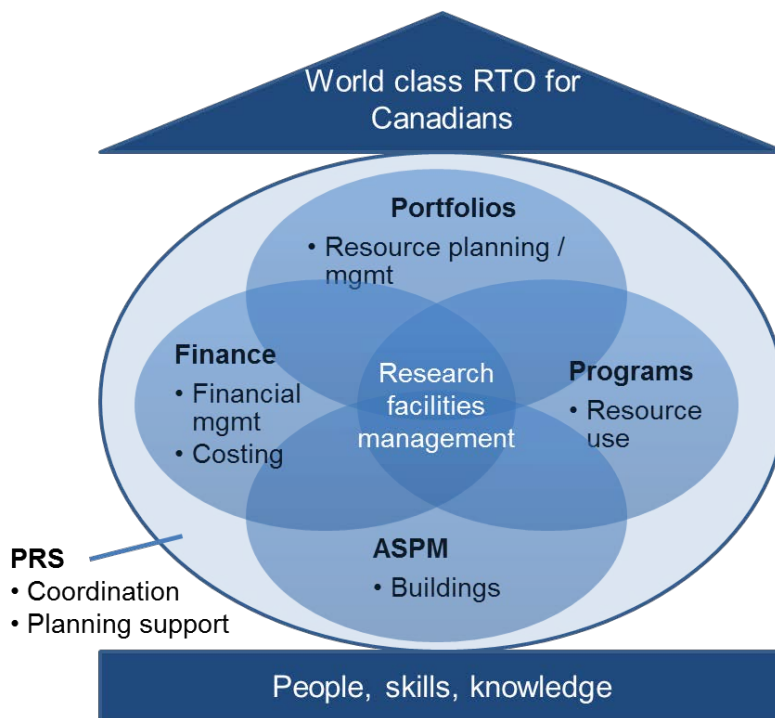 World class RTO for
Canadians
Portfolios
• Resource planning /
mgmt
Finance
• Financial
mgmt
• Costing
Research
facilities
management
Programs
• Resource
use
ASPM
• Buildings
PRS
• Coordination
• Planning support
People, skills, knowledge